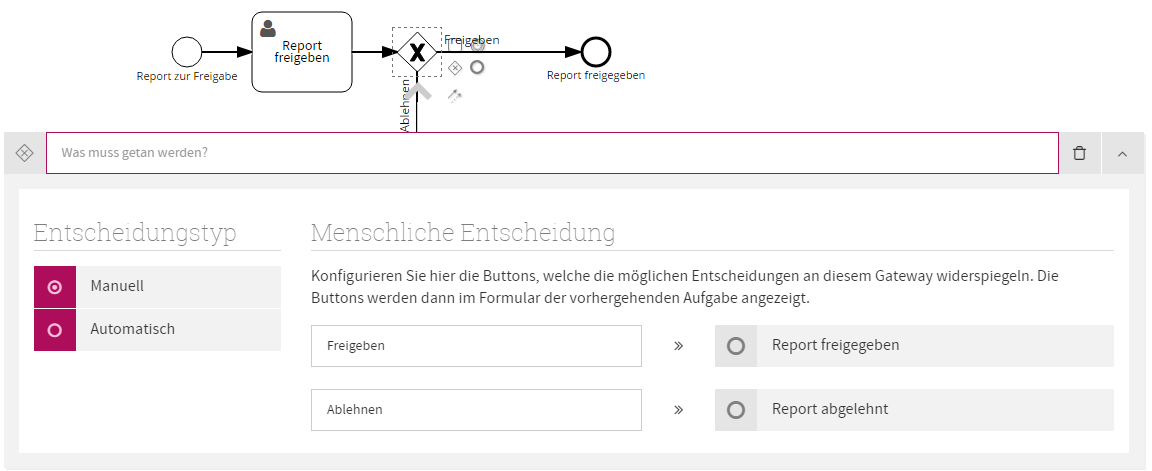 Report
freigeben
Freigeben
Report zur Freigabe
Report freigegeben
Ablehnen
Was muss getan werden?
Entscheidungstyp
Manuell
Automatisch
Menschliche Entscheidung
Konfigurieren Sie hier die Buttons, welche die möglichen Entscheidungen an diesem Gateway widerspiegeln. Die
Buttons werden dann im Formular der vorhergehenden Aufgabe angezeigt.
Freigeben
»
Report freigegeben
Ablehnen
»
Report abgelehnt